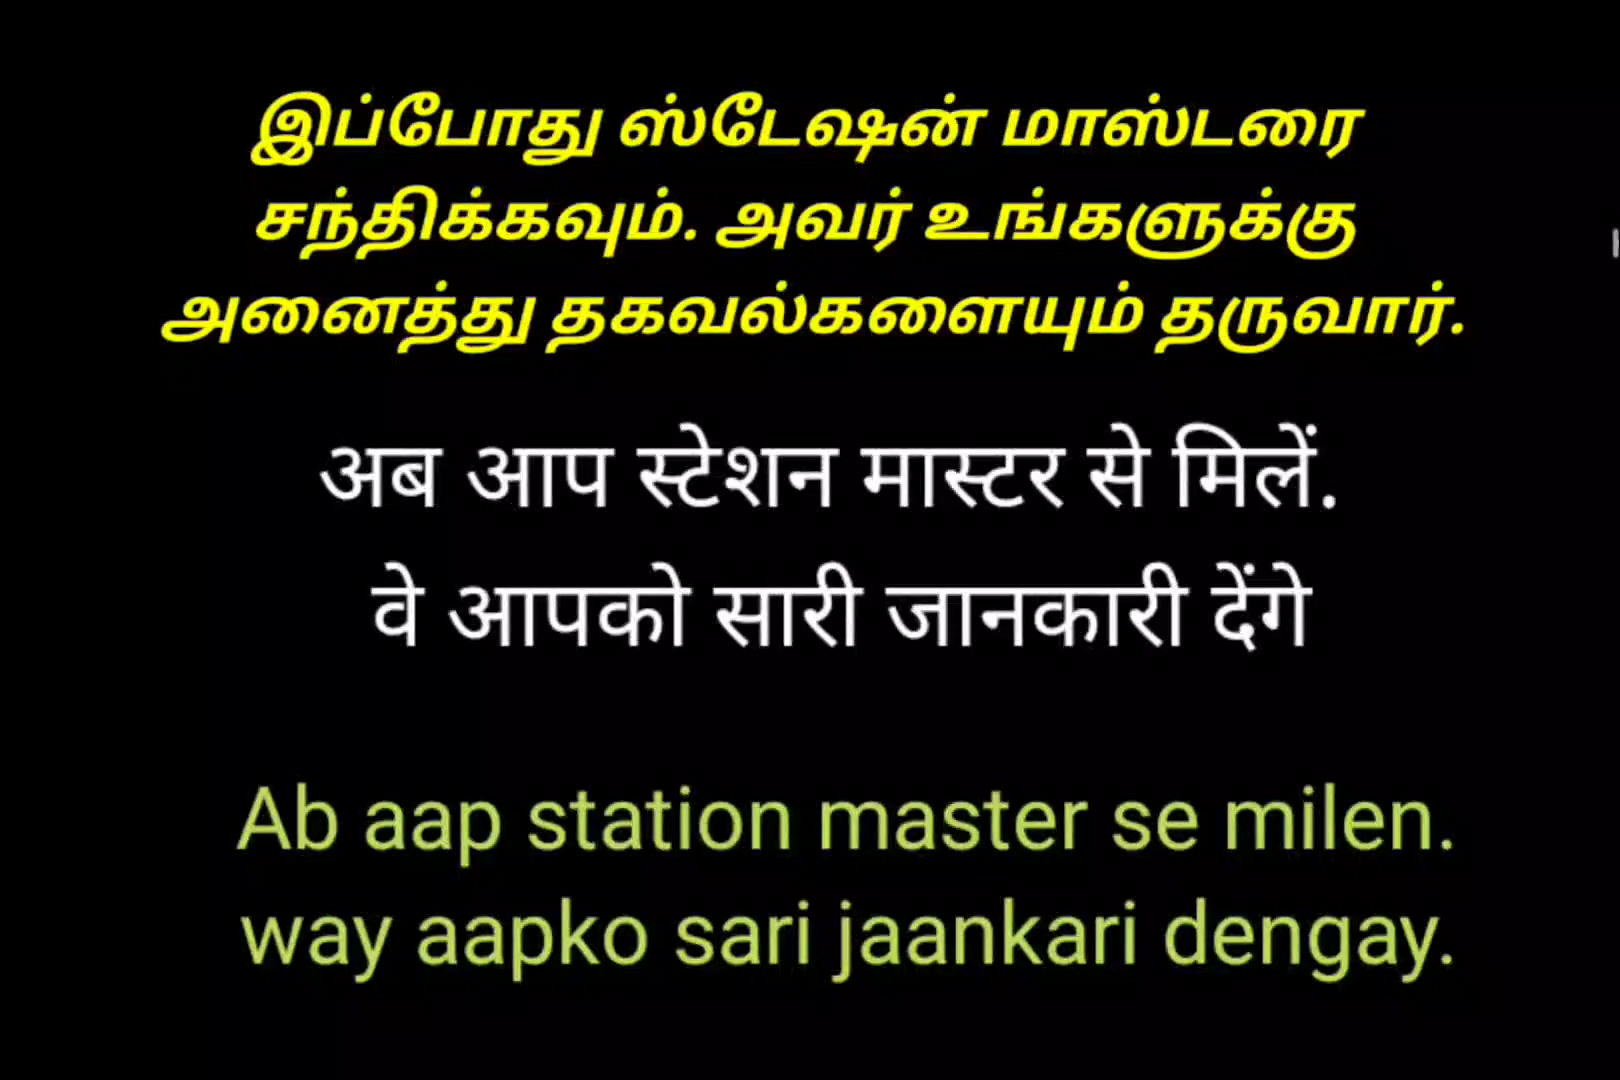 இப்போது ஸ்டேஷன் மாஸ்டரை
சந்திக்கவும். அவர் உங்களுக்கு
அனைத்து தகவல்களையும் தருவார்.
अब आप स्टेशन मास्टर से मिलें.
वे आपको सारी जानकारी देंगे
Ab aap station master se milen.
way aapko sari jaankari dengay.